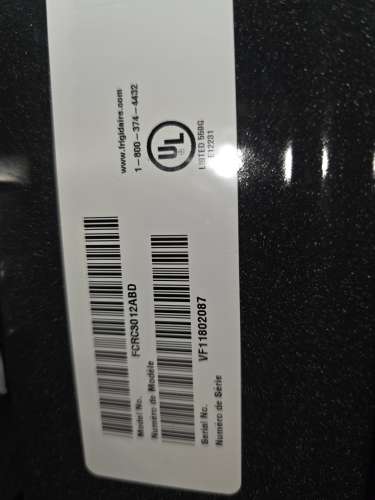 www.frigidaire.com
1-800-374-4432
UL
LISTED 559G
E12231
FCRC3012ABD
Model No.
Numéro de Modèle
VF11802087
Serial No.
Numéro de Série